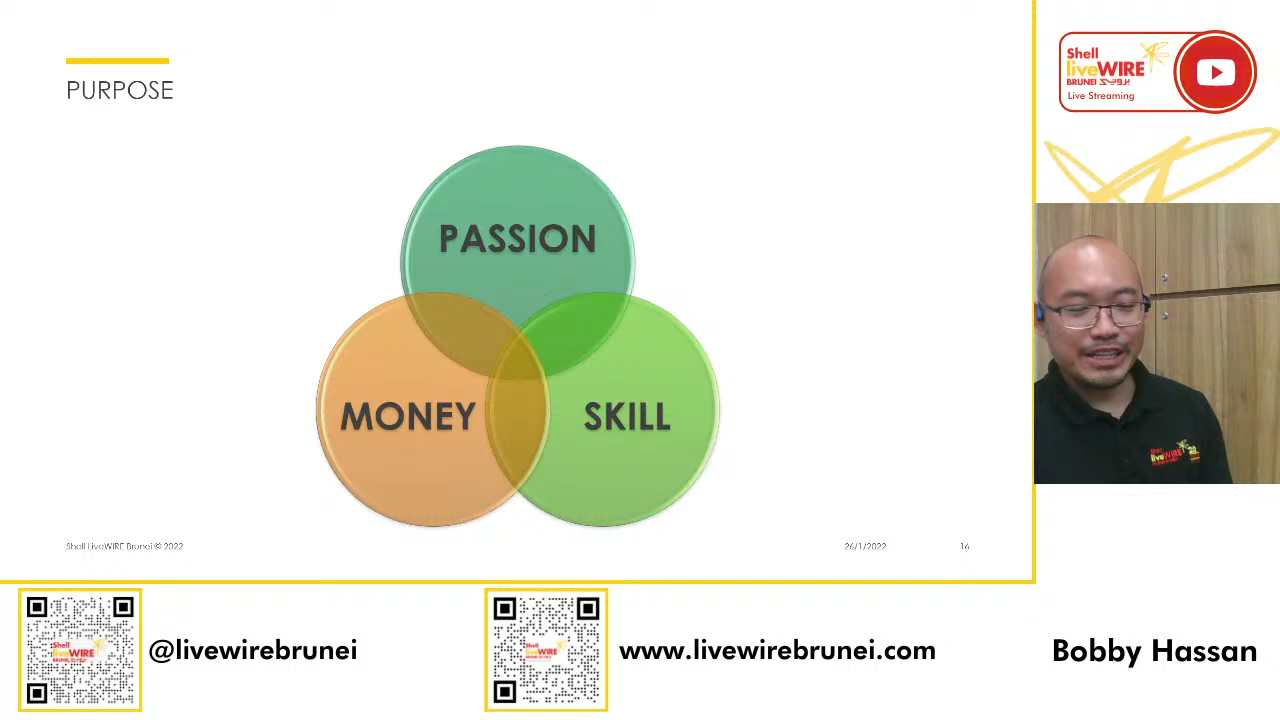 PURPOSE
PASSION
MONEY
SKILL
Shell LiveWIRE Brunei © 2022
26/1/2022
16
Shell
liveWIRE
BRUNEI بروني
Live Streaming
@livewirebrunei
www.livewirebrunei.com
Bobby Hassan